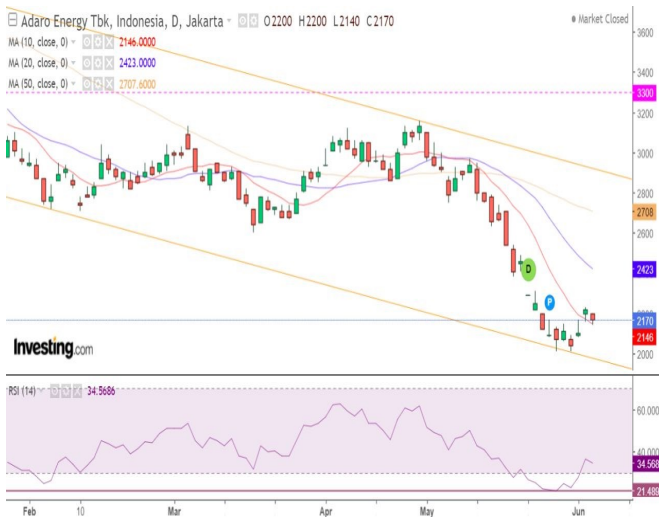 Adaro Energy Tbk, Indonesia, D, Jakarta O2200 H2200 L2140 C2170
Market Closed
MA (10, close, 0) 2146.0000
MA (20, close, 0) 2423.0000
MA (50, close, 0) 2707.6000
3600
3400
3300
3200
3000
2800
2708
2600
2423
2170
2146
2000
D
P
Investing.com
RSI (14) 34.5686
60.000
40.000
34.568
21.489
Feb 10 Mar Apr May Jun